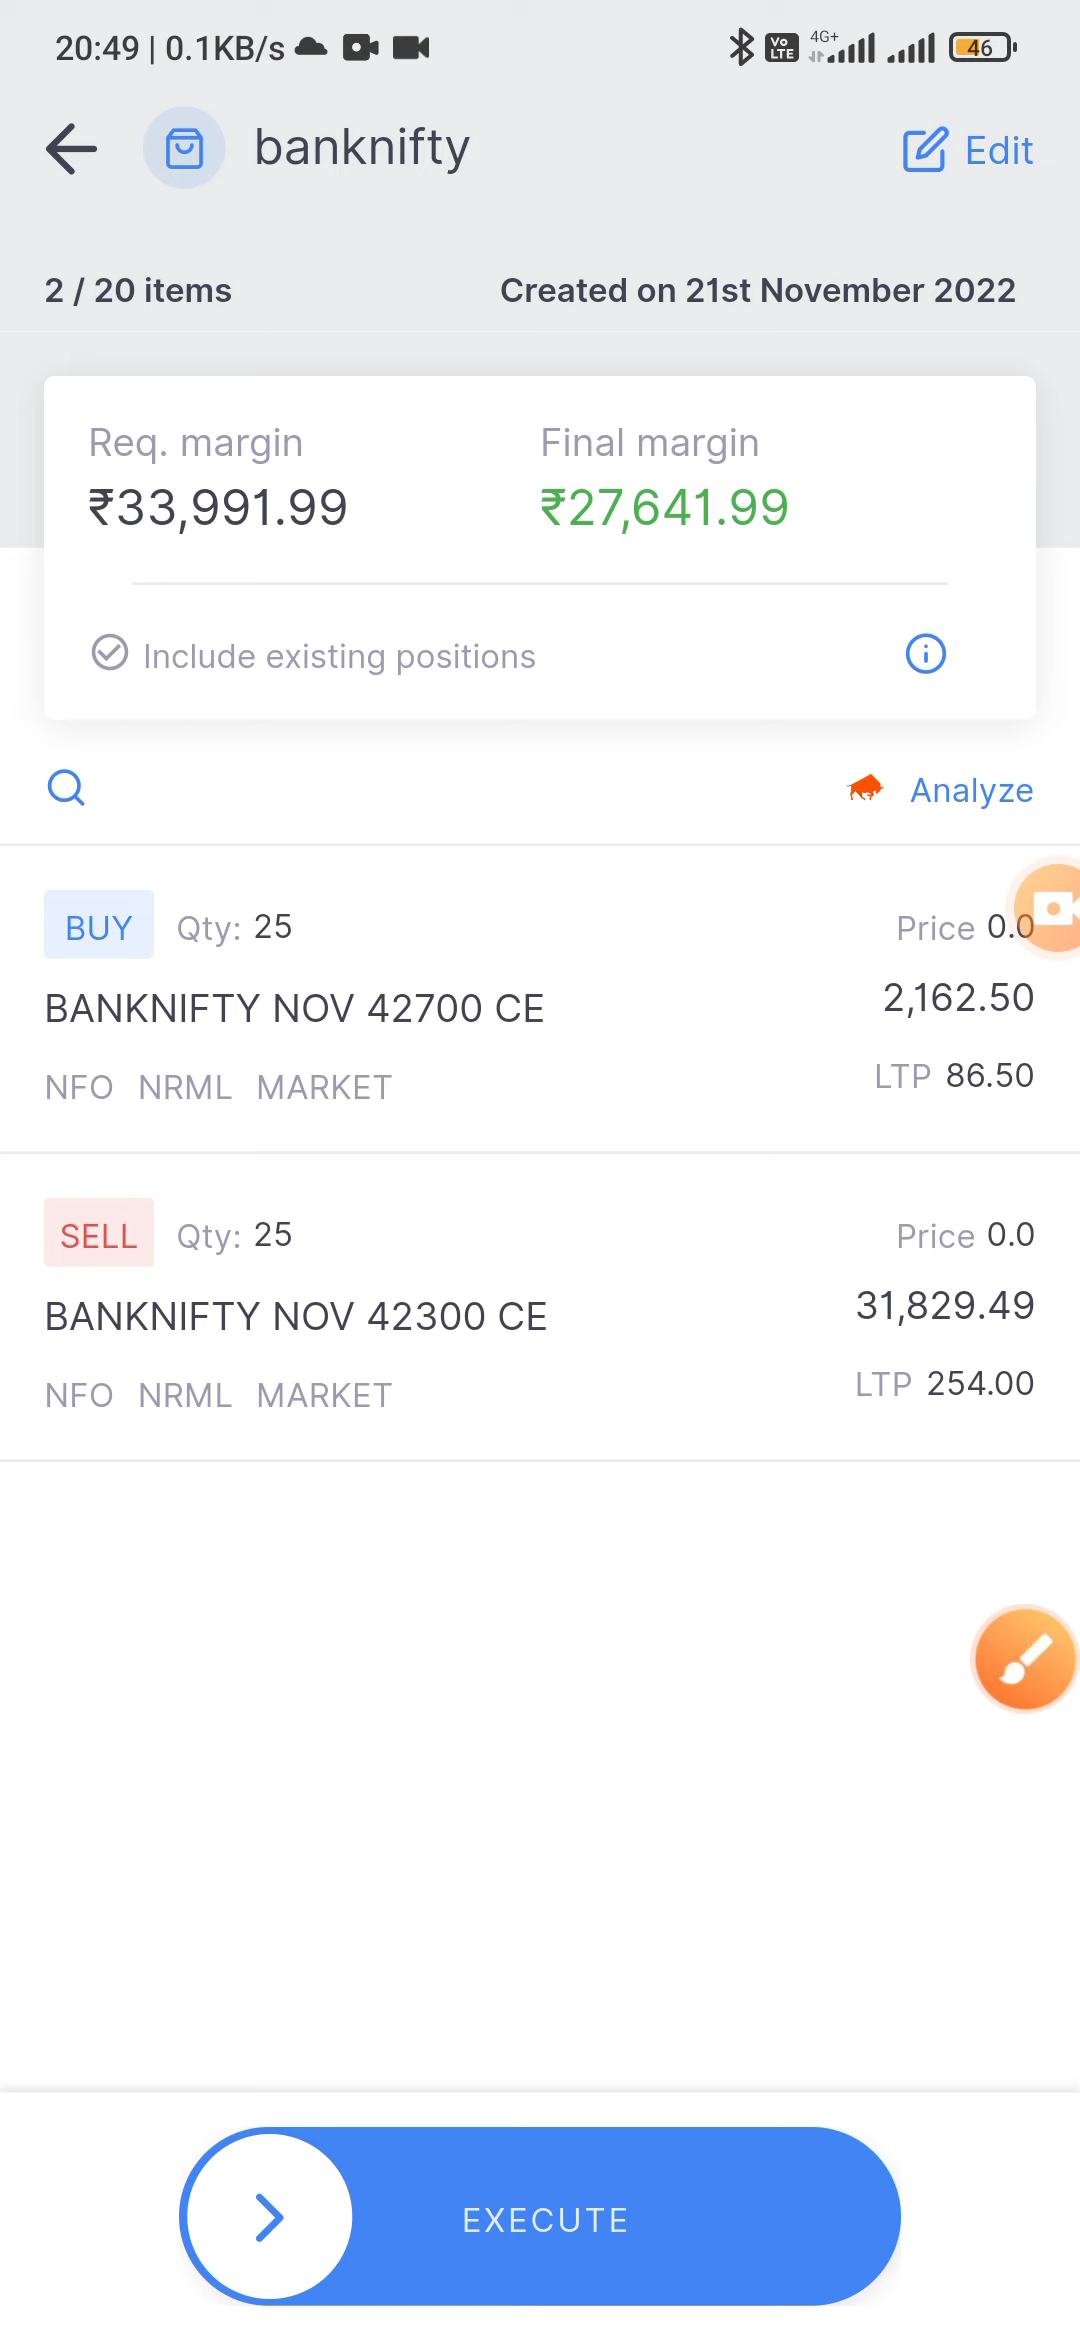 20:49 | 0.1KB/s
Vo LTE 4G+ 46
banknifty
Edit
2 / 20 items
Created on 21st November 2022
Req. margin
Final margin
₹33,991.99
₹27,641.99
Include existing positions
Analyze
BUY Qty: 25
Price 0.0
BANKNIFTY NOV 42700 CE
2,162.50
NFO NRML MARKET
LTP 86.50
SELL Qty: 25
Price 0.0
BANKNIFTY NOV 42300 CE
31,829.49
NFO NRML MARKET
LTP 254.00
EXECUTE